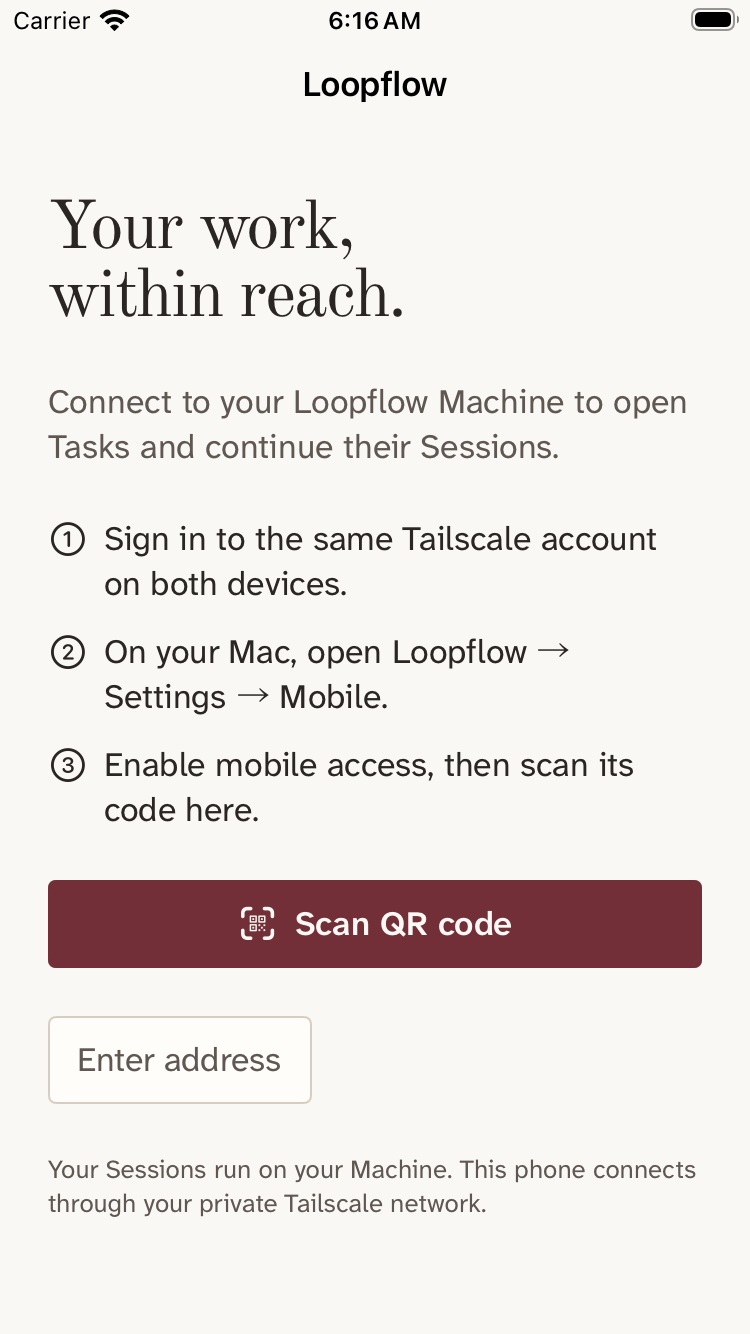 Carrier
6:16 AM
Loopflow
Your work,
within reach.
Connect to your Loopflow Machine to open
Tasks and continue their Sessions.
1 Sign in to the same Tailscale account
on both devices.
2 On your Mac, open Loopflow →
Settings → Mobile.
3 Enable mobile access, then scan its
code here.
Scan QR code
Enter address
Your Sessions run on your Machine. This phone connects
through your private Tailscale network.